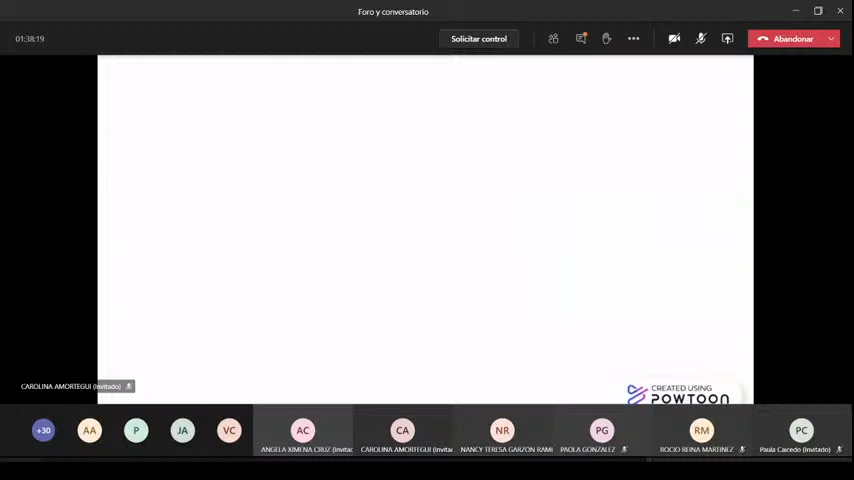 Foro y conversatorio
01:38:19
Solicitar control
Abandonar
CREATED USING
POWTOON
CAROLINA AMORTEGUI (Invitado)
+30
AA
P
JA
VC
AC
CA
NR
PG
RM
PC
ANGELA XIMENA CRUZ (Invitac
CAROLINA AMORTEGUI (Invitac
NANCY TERESA GARZON RAMI
PAOLA GONZALEZ
ROCIO REINA MARTINEZ
Paula Caicedo (Invitado)